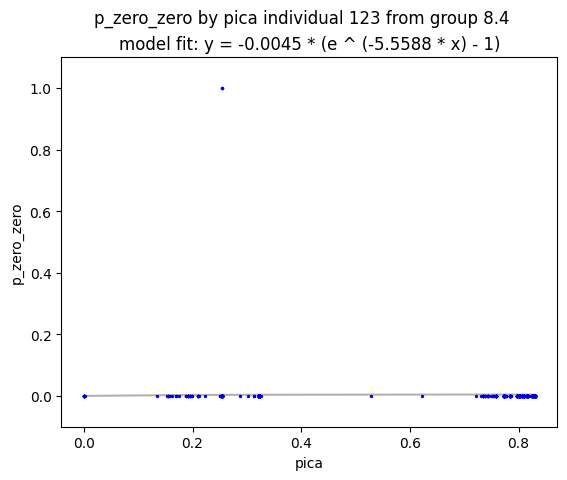 p_zero_zero by pica individual 123 from group 8.4
model fit: y = -0.0045 * (e ^ (-5.5588 * x) - 1)
1.0
0.8
0.6
0.4
0.2
0.0
p_zero_zero
0.0 0.2 0.4 0.6 0.8
pica